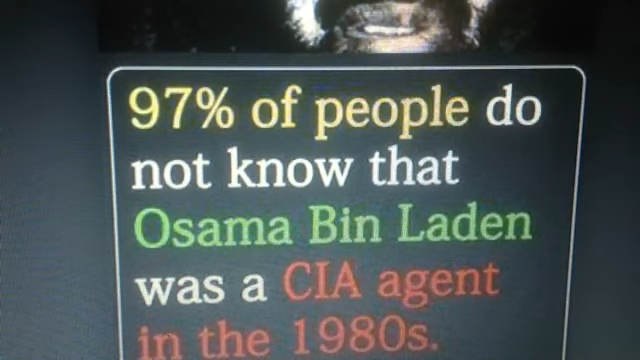 97% of people do
not know that
Osama Bin Laden
was a CIA agent
in the 1980s.